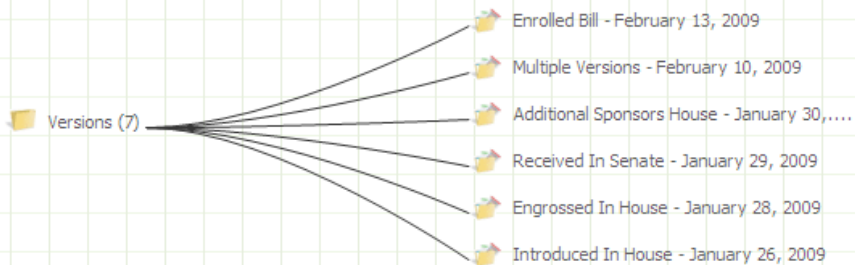 Versions (7)
Enrolled Bill - February 13, 2009
Multiple Versions - February 10, 2009
Additional Sponsors House - January 30,....
Received In Senate - January 29, 2009
Engrossed In House - January 28, 2009
Introduced In House - January 26, 2009